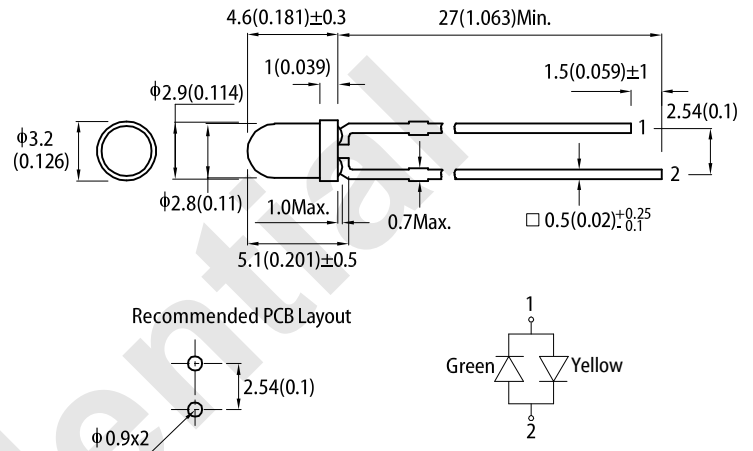 4.6(0.181)±0.3
27(1.063)Min.
1(0.039)
1.5(0.059)±1
ϕ2.9(0.114)
2.54(0.1)
ϕ3.2
(0.126)
1
2
ϕ2.8(0.11)
1.0Max.
0.7Max.
□ 0.5(0.02)+0.25
- 0.1
5.1(0.201)±0.5
Recommended PCB Layout
2.54(0.1)
ϕ0.9x2
1
Green
Yellow
2
dential